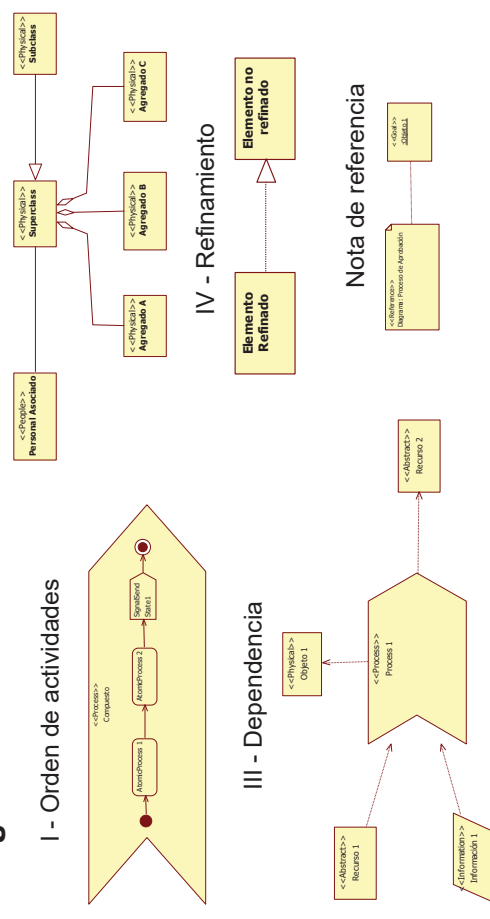 I - Orden de actividades
<<Process>>
Compuesto
AtomicProcess 1
AtomicProcess 2
SignalSend
State1
<<People>>
Personal Asociado
<<Physical>>
Superclass
<<Physical>>
Subclass
<<Physical>>
Agregado A
<<Physical>>
Agregado B
<<Physical>>
Agregado C
III - Dependencia
<<Physical>>
Objeto 1
<<Process>>
Process 1
<<Abstract>>
Recurso 1
<<Information>>
Información 1
<<Abstract>>
Recurso 2
IV - Refinamiento
Elemento
Refinado
Elemento no
refinado
Nota de referencia
<<Reference>>
Diagrama: Proceso de Aprobación
<<Goal>>
:Objeto 1